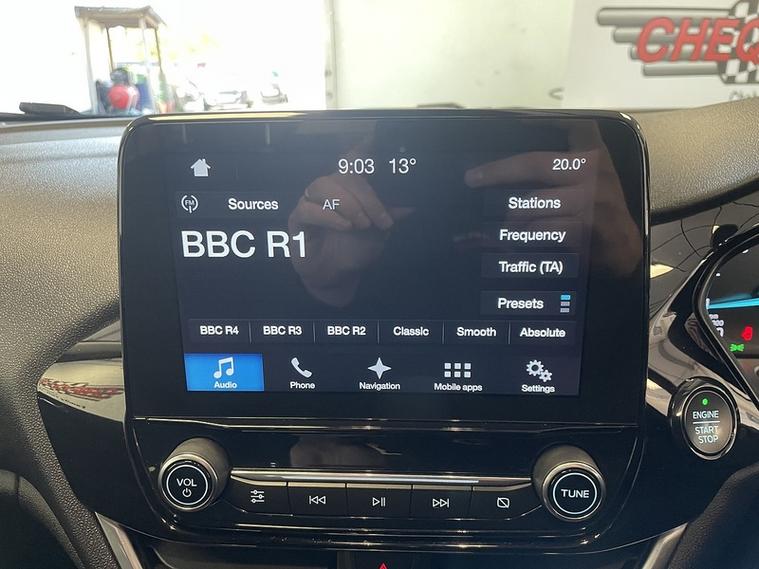 CHEQ
9:03 13° 20.0°
FM Sources AF Stations
BBC R1
Frequency
Traffic (TA)
Presets
BBC R4 BBC R3 BBC R2 Classic Smooth Absolute
Audio Phone Navigation Mobile apps Settings
VOL
TUNE
ENGINE
START
STOP